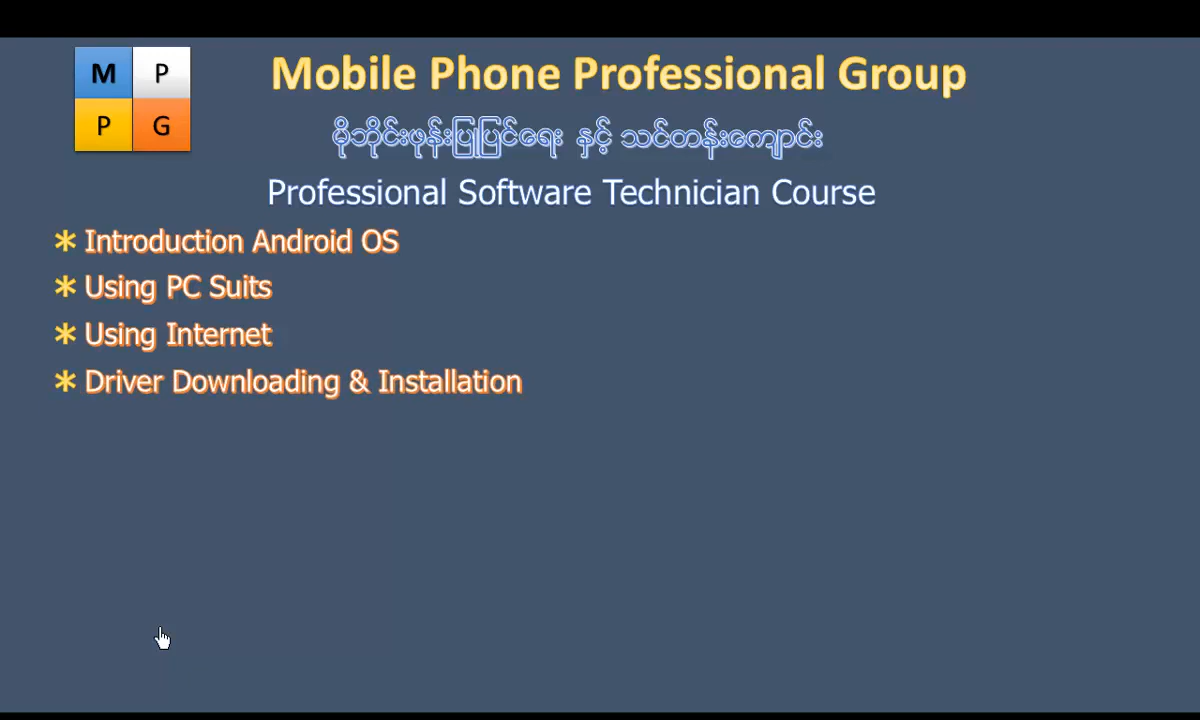 M P
P G
Mobile Phone Professional Group
မိုဘိုင်းဖုန်းပြုပြင်ရေး နှင့် သင်တန်းကျောင်း
Professional Software Technician Course
* Introduction Android OS
* Using PC Suits
* Using Internet
* Driver Downloading & Installation